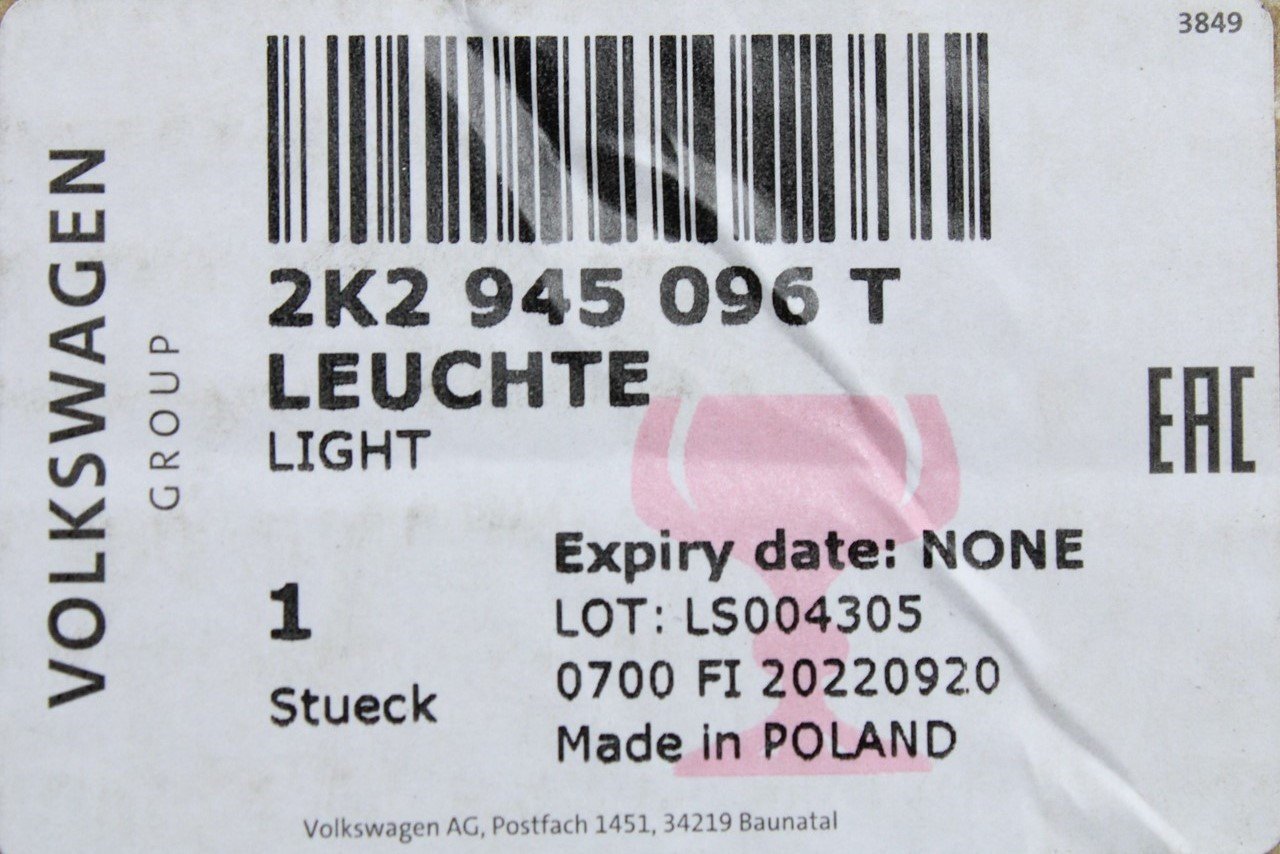 3849
VOLKSWAGEN
GROUP
2K2 945 096 T
LEUCHTE
LIGHT
EAC
1
Stueck
Expiry date: NONE
LOT: LS004305
0700 FI 20220920
Made in POLAND
Volkswagen AG, Postfach 1451, 34219 Baunatal